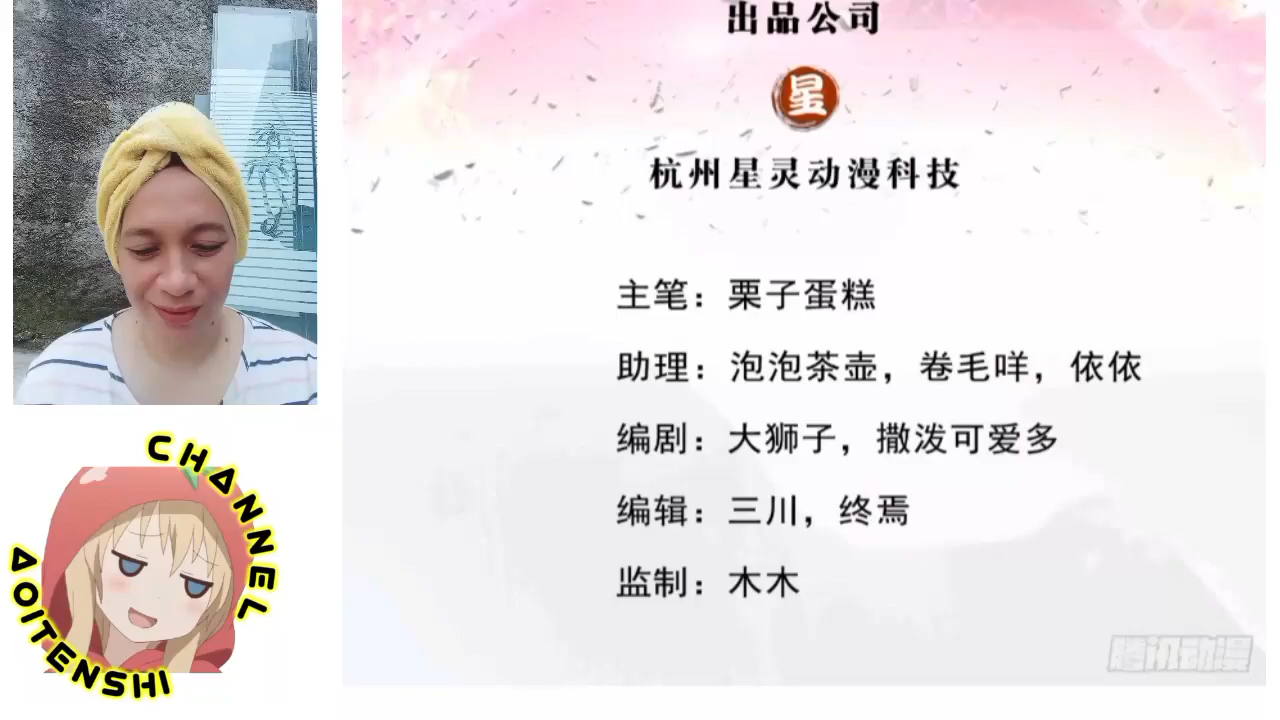 出品公司
星
杭州星灵动漫科技
主笔：栗子蛋糕
助理：泡泡茶壶，卷毛咩，依依
编剧：大狮子，撒泼可爱多
编辑：三川，终焉
监制：木木
腾讯动漫
CHANNEL
AOITENSHI